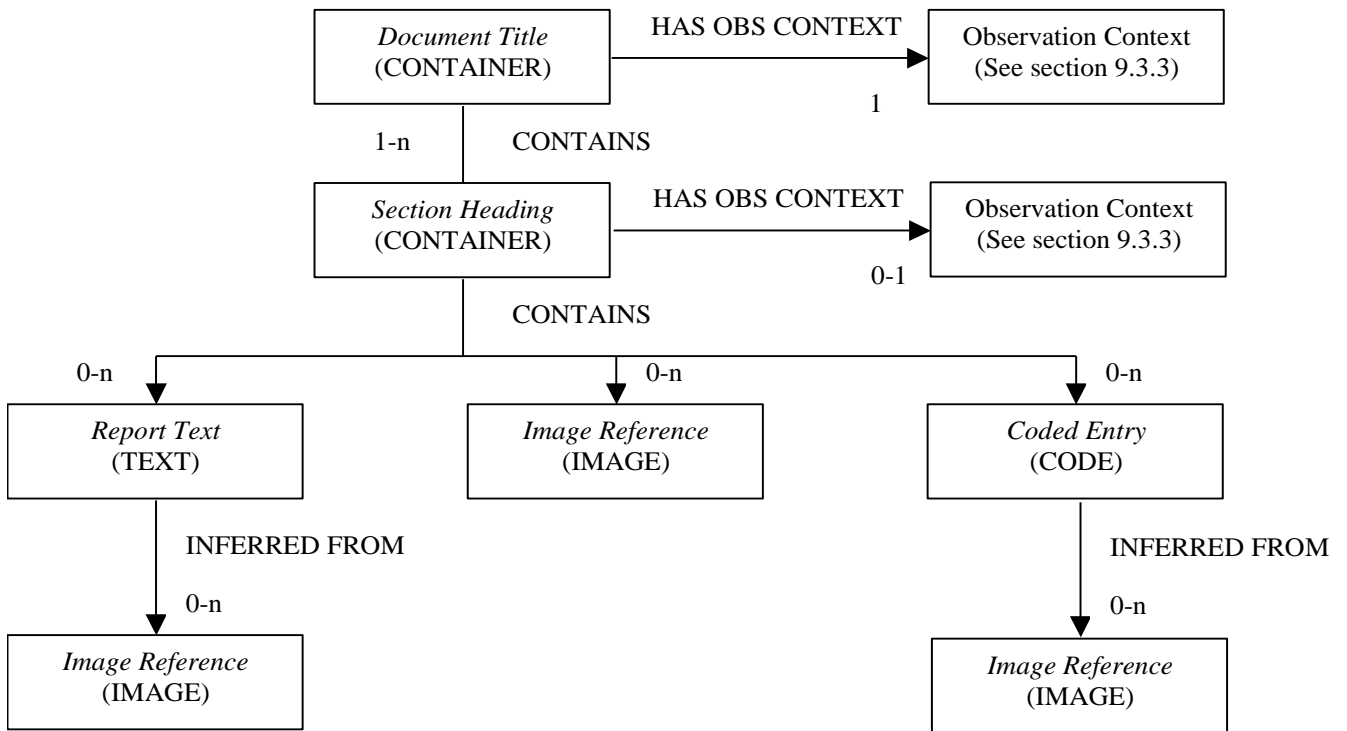 Document Title
(CONTAINER)
HAS OBS CONTEXT
1
Observation Context
(See section 9.3.3)
1-n
CONTAINS
Section Heading
(CONTAINER)
HAS OBS CONTEXT
0-1
Observation Context
(See section 9.3.3)
CONTAINS
0-n
0-n
0-n
Report Text
(TEXT)
Image Reference
(IMAGE)
Coded Entry
(CODE)
INFERRED FROM
INFERRED FROM
0-n
0-n
Image Reference
(IMAGE)
Image Reference
(IMAGE)